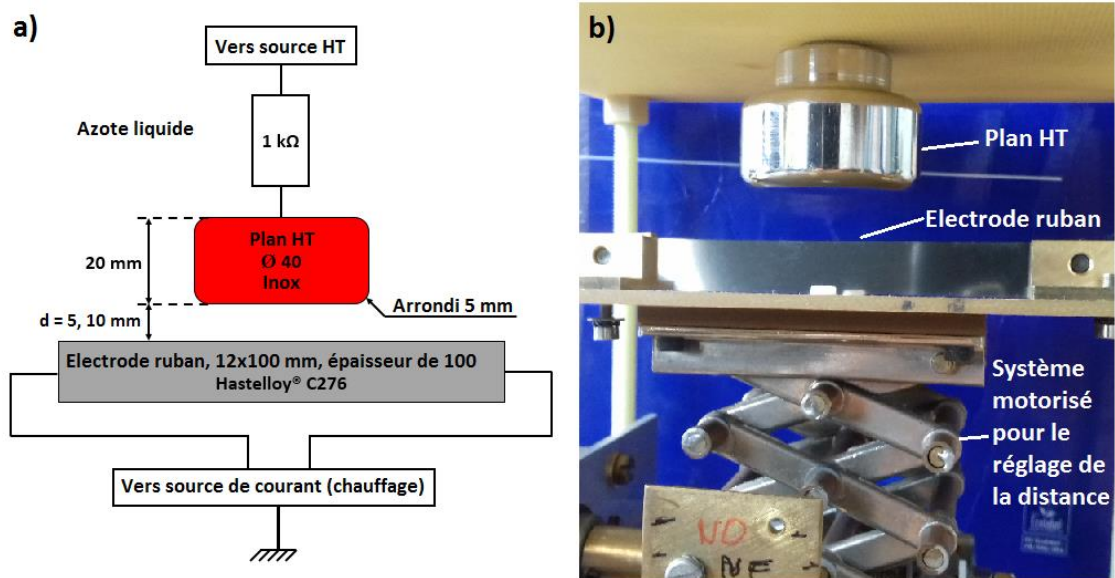 a)
Vers source HT
Azote liquide
1 kΩ
Plan HT
Ø 40
Inox
20 mm
Arrondi 5 mm
d = 5, 10 mm
Electrode ruban, 12x100 mm, épaisseur de 100
Hastelloy® C276
Vers source de courant (chauffage)
b)
Plan HT
Electrode ruban
Système
motorisé
pour le
réglage de
la distance
NO
NF